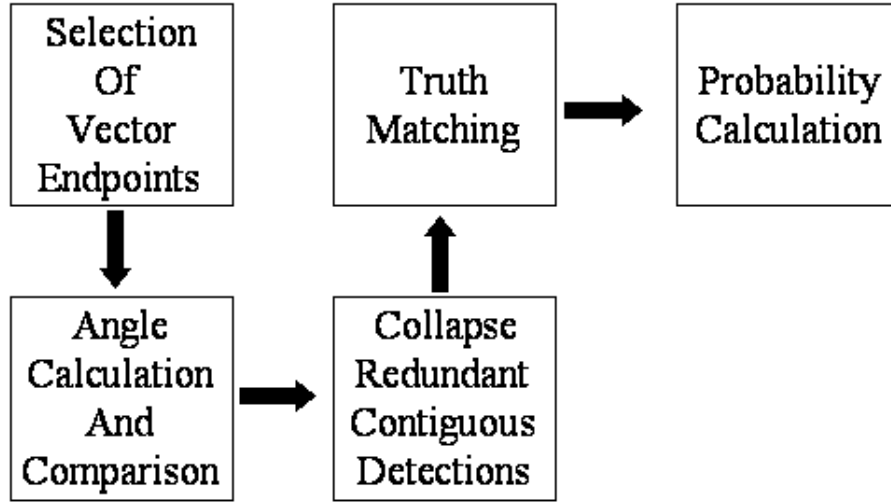 Selection
Of
Vector
Endpoints
Angle
Calculation
And
Comparison
Collapse
Redundant
Contiguous
Detections
Truth
Matching
Probability
Calculation